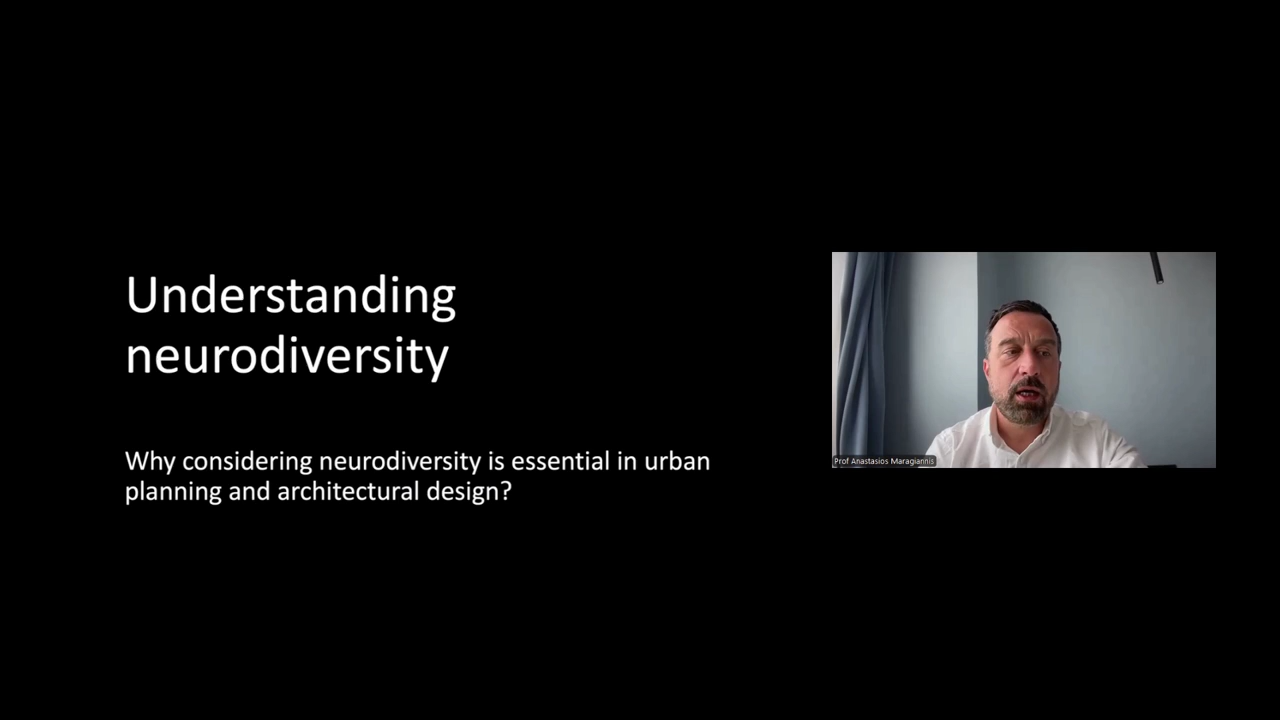 Understanding
neurodiversity
Why considering neurodiversity is essential in urban
planning and architectural design?
Prof Anastasios Maragiannis